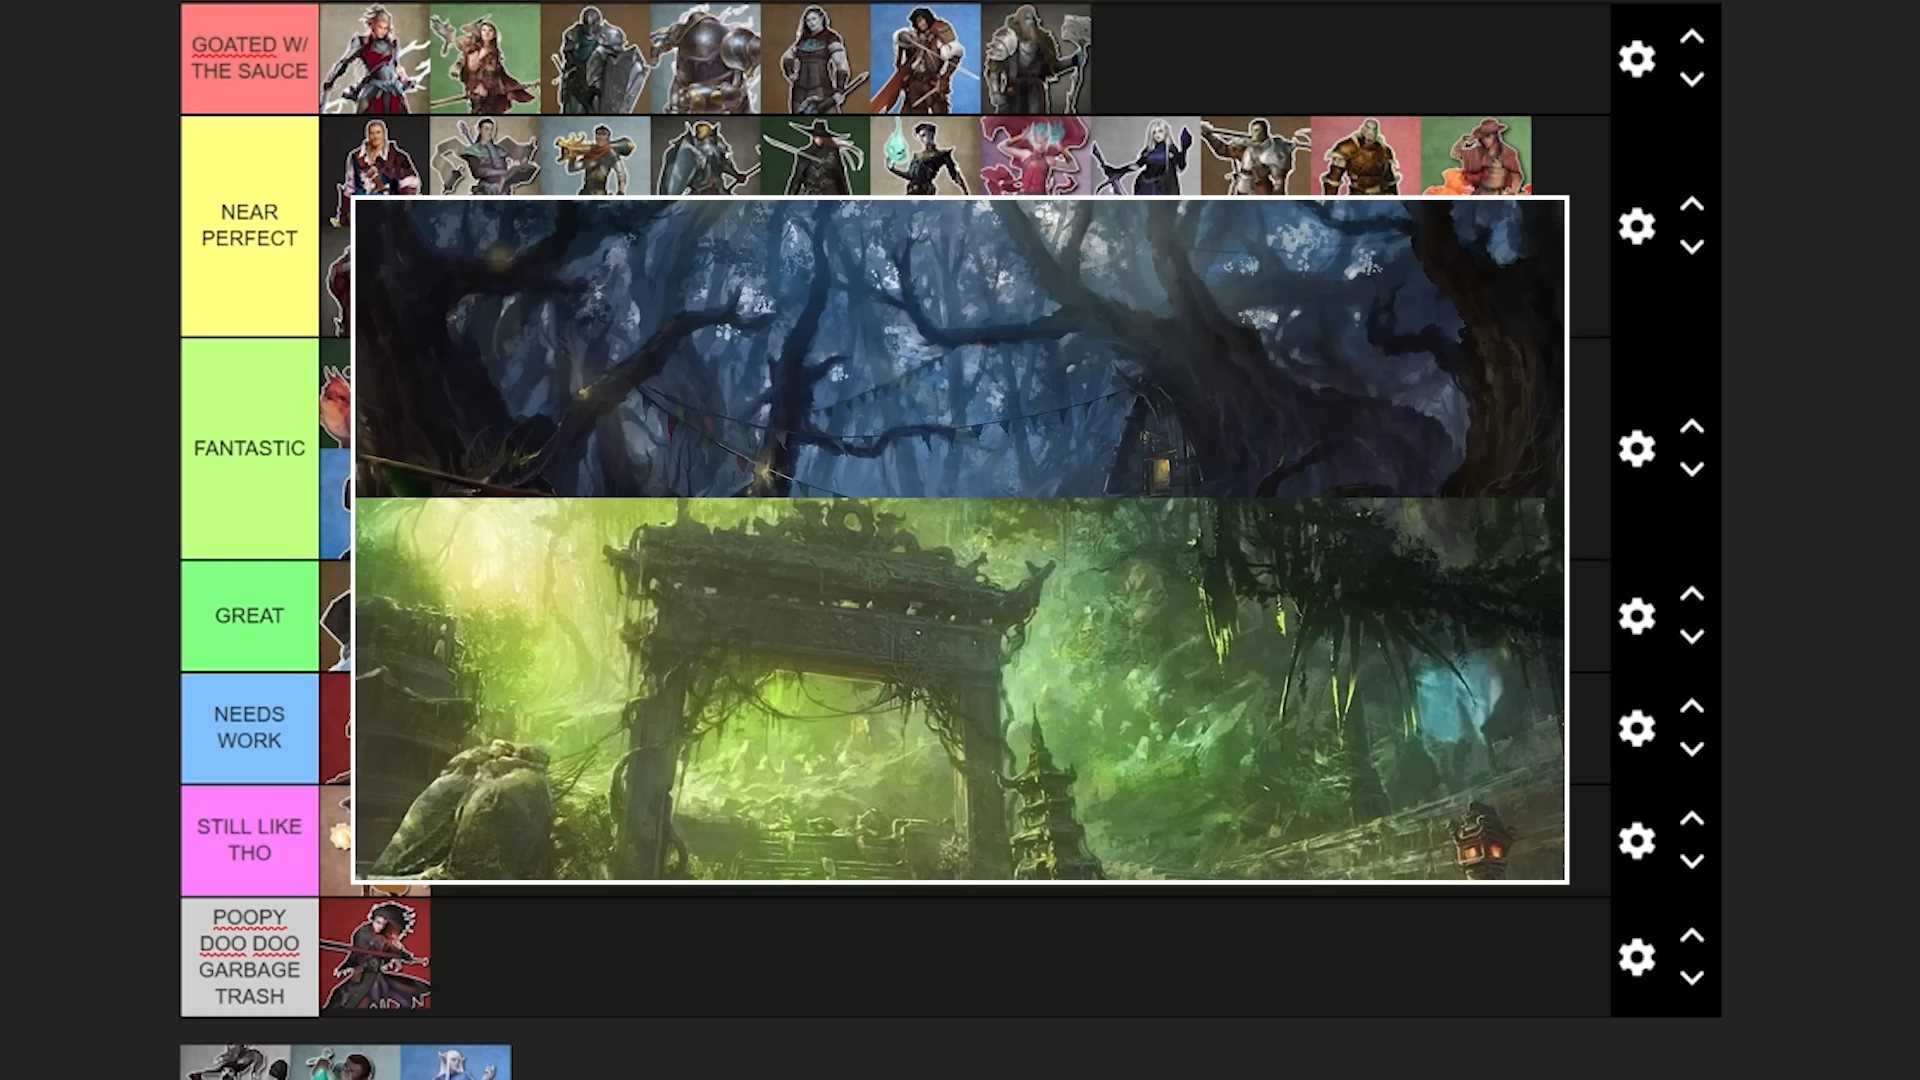 GOATED W/
THE SAUCE
NEAR
PERFECT
FANTASTIC
GREAT
NEEDS
WORK
STILL LIKE
THO
POOPY
DOO DOO
GARBAGE
TRASH